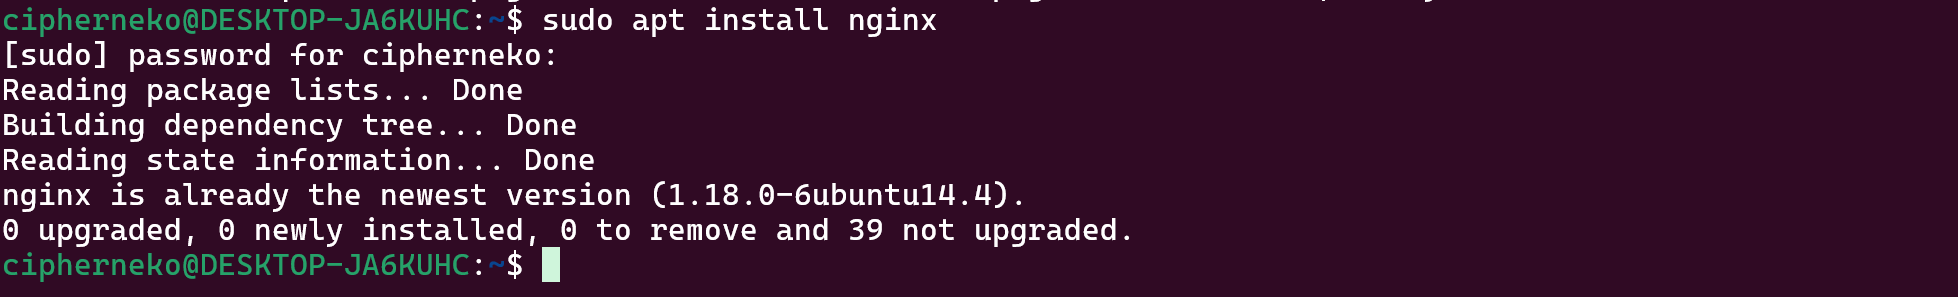 cipherneko@DESKTOP-JA6KUHC:~$ sudo apt install nginx
[sudo] password for cipherneko:
Reading package lists... Done
Building dependency tree... Done
Reading state information... Done
nginx is already the newest version (1.18.0-6ubuntu14.4).
0 upgraded, 0 newly installed, 0 to remove and 39 not upgraded.
cipherneko@DESKTOP-JA6KUHC:~$